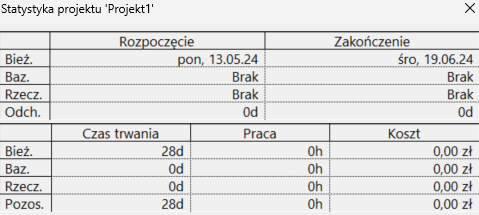 Statystyka projektu 'Projekt1'
Rozpoczęcie Zakończenie
Bież. pon, 13.05.24 śro, 19.06.24
Baz. Brak Brak
Rzecz. Brak Brak
Odch. 0d 0d
Czas trwania Praca Koszt
Bież. 28d 0h 0,00 zł
Baz. 0d 0h 0,00 zł
Rzecz. 0d 0h 0,00 zł
Pozos. 28d 0h 0,00 zł